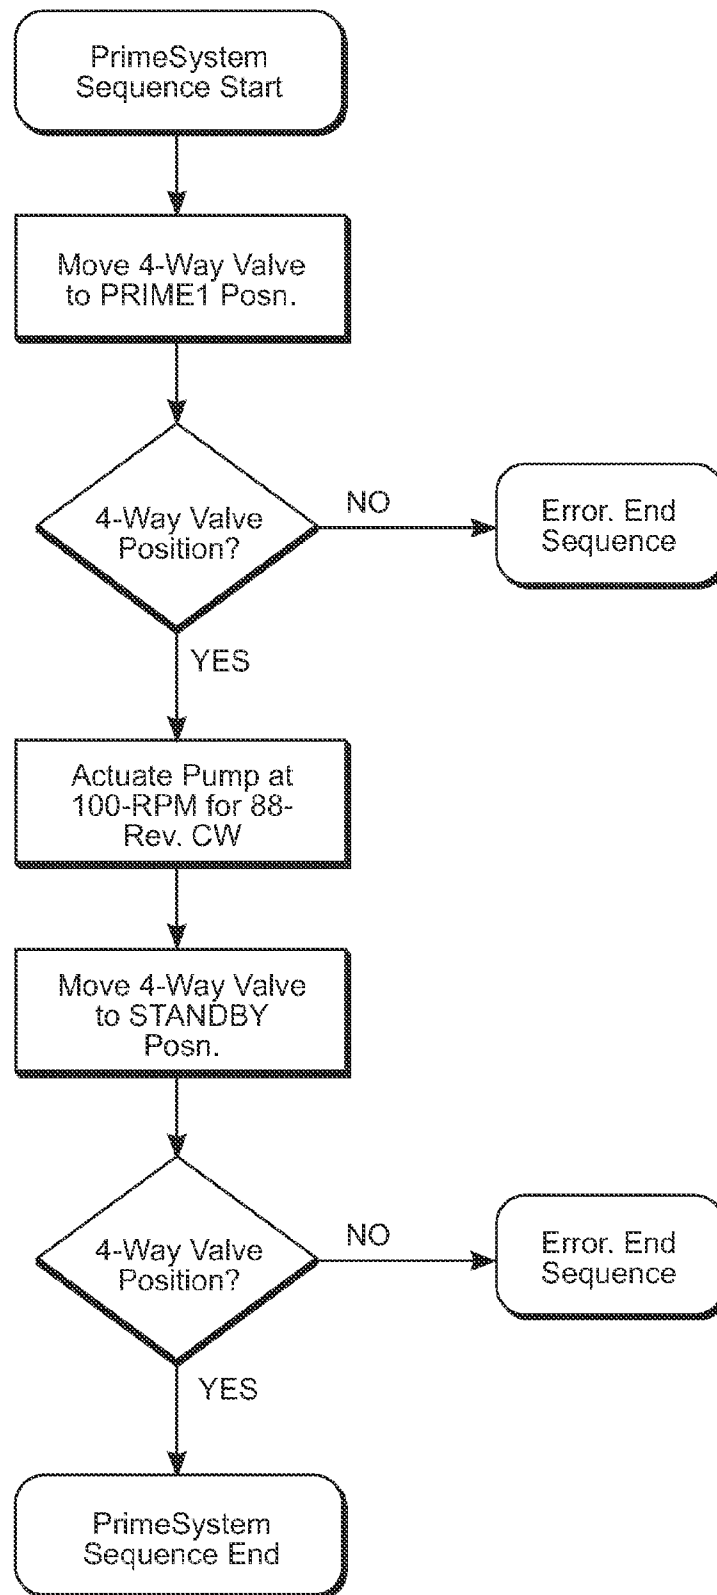 PrimeSystem
Sequence Start
Move 4-Way Valve
to PRIME1 Posn.
4-Way Valve
Position?
NO
Error. End
Sequence
YES
Actuate Pump at
100-RPM for 88-
Rev. CW
Move 4-Way Valve
to STANDBY
Posn.
4-Way Valve
Position?
NO
Error. End
Sequence
YES
PrimeSystem
Sequence End